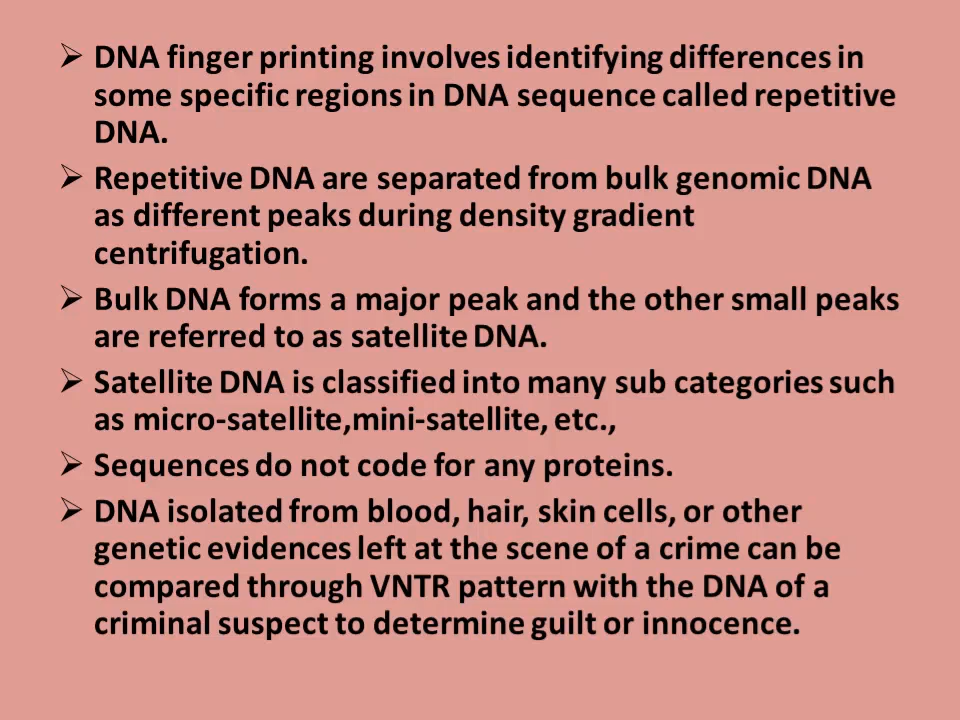 ➢ DNA finger printing involves identifying differences in
some specific regions in DNA sequence called repetitive
DNA.
➢ Repetitive DNA are separated from bulk genomic DNA
as different peaks during density gradient
centrifugation.
➢ Bulk DNA forms a major peak and the other small peaks
are referred to as satellite DNA.
➢ Satellite DNA is classified into many sub categories such
as micro-satellite,mini-satellite, etc.,
➢ Sequences do not code for any proteins.
➢ DNA isolated from blood, hair, skin cells, or other
genetic evidences left at the scene of a crime can be
compared through VNTR pattern with the DNA of a
criminal suspect to determine guilt or innocence.